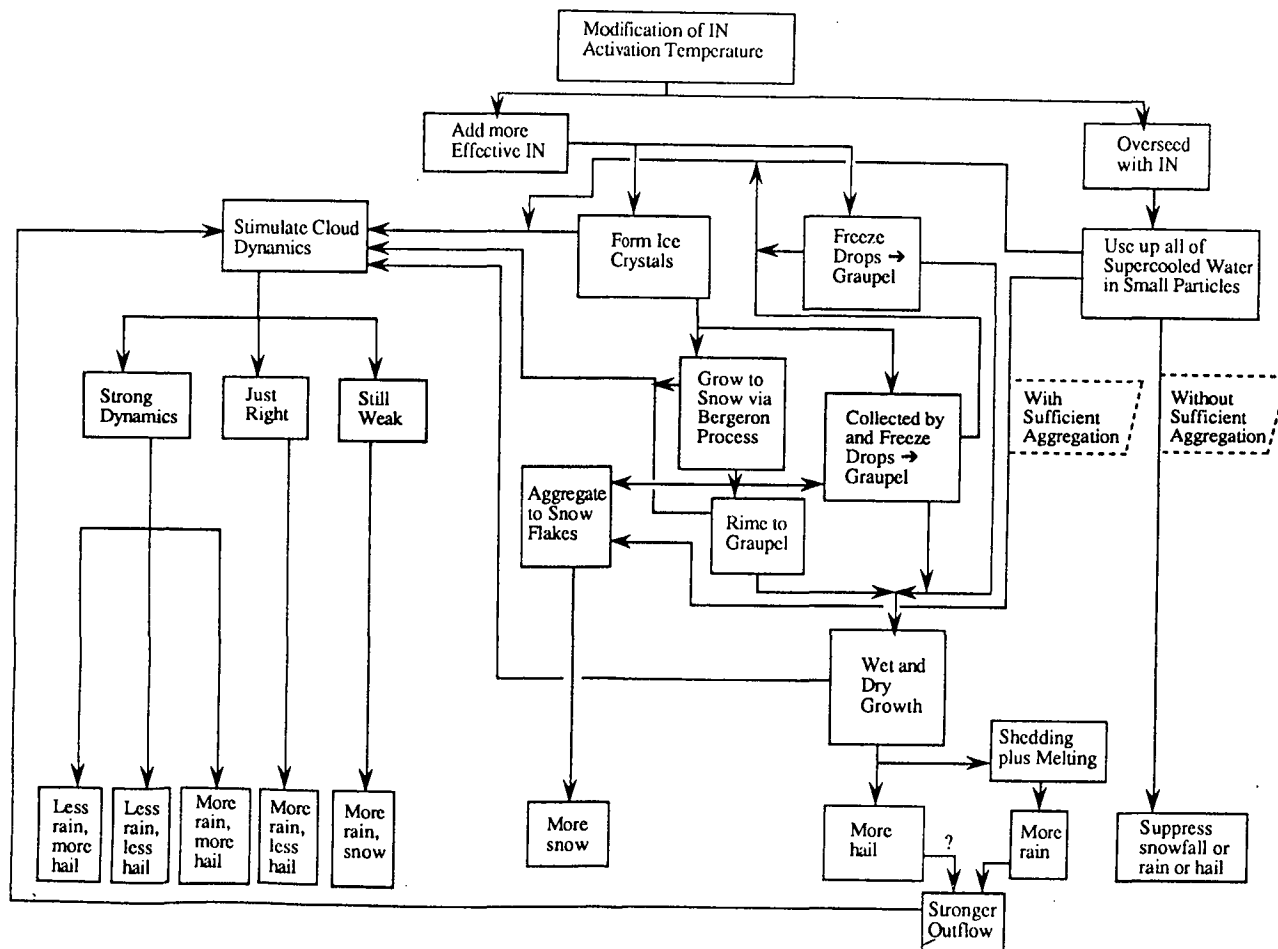 Modification of IN
Activation Temperature
Add more
Effective IN
Overseed
with IN
Stimulate Cloud
Dynamics
Form Ice
Crystals
Freeze
Drops →
Graupel
Use up all of
Supercooled Water
in Small Particles
Strong
Dynamics
Just
Right
Still
Weak
Grow to
Snow via
Bergeron
Process
Collected by
and Freeze
Drops →
Graupel
With
Sufficient
Aggregation
Without
Sufficient
Aggregation
Aggregate
to Snow
Flakes
Rime to
Graupel
Wet and
Dry
Growth
Shedding
plus Melting
Less
rain,
more
hail
Less
rain,
less
hail
More
rain,
more
hail
More
rain,
less
hail
More
rain,
snow
More
snow
More
hail
?
More
rain
Suppress
snowfall or
rain or hail
Stronger
Outflow